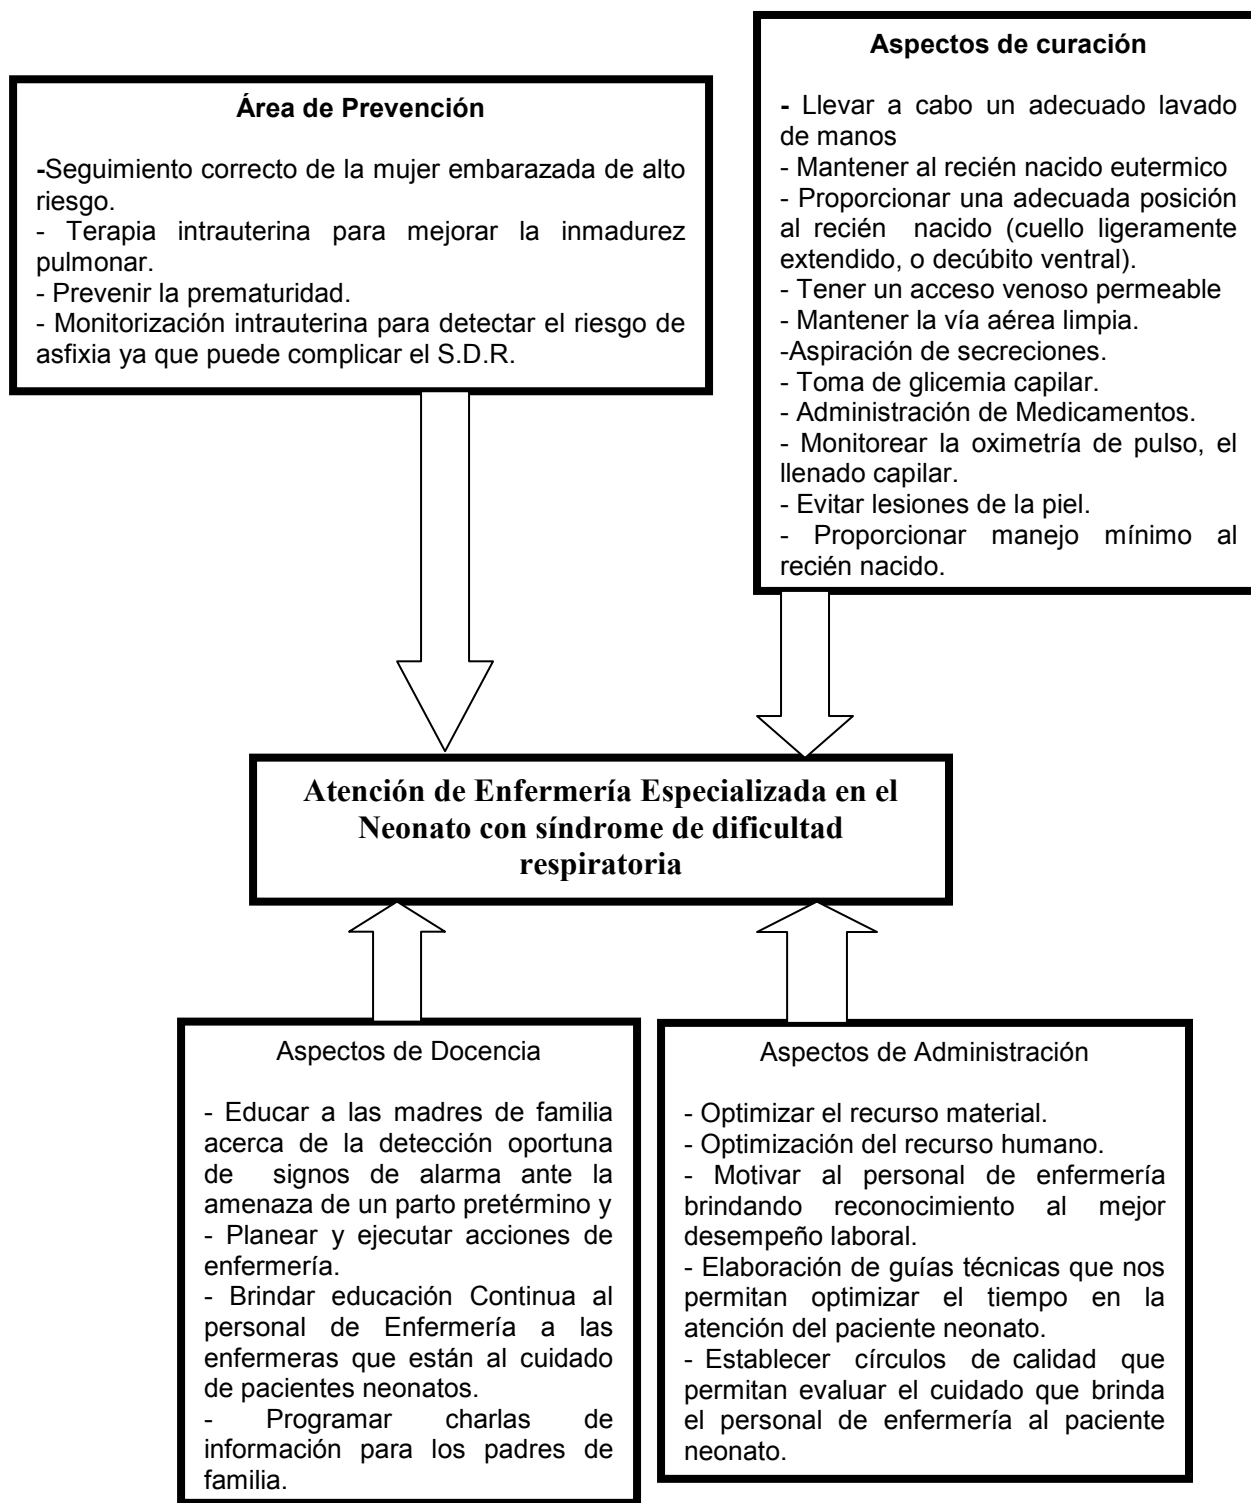 Área de Prevención
-Seguimiento correcto de la mujer embarazada de alto
riesgo.
- Terapia intrauterina para mejorar la inmadurez
pulmonar.
- Prevenir la prematuridad.
- Monitorización intrauterina para detectar el riesgo de
asfixia ya que puede complicar el S.D.R.
Aspectos de curación
- Llevar a cabo un adecuado lavado
de manos
- Mantener al recién nacido eutermico
- Proporcionar una adecuada posición
al recién nacido (cuello ligeramente
extendido, o decúbito ventral).
- Tener un acceso venoso permeable
- Mantener la vía aérea limpia.
-Aspiración de secreciones.
- Toma de glicemia capilar.
- Administración de Medicamentos.
- Monitorear la oximetría de pulso, el
llenado capilar.
- Evitar lesiones de la piel.
- Proporcionar manejo mínimo al
recién nacido.
Atención de Enfermería Especializada en el
Neonato con síndrome de dificultad
respiratoria
Aspectos de Docencia
- Educar a las madres de familia
acerca de la detección oportuna
de signos de alarma ante la
amenaza de un parto pretérmino y
- Planear y ejecutar acciones de
enfermería.
- Brindar educación Continua al
personal de Enfermería a las
enfermeras que están al cuidado
de pacientes neonatos.
- Programar charlas de
información para los padres de
familia.
Aspectos de Administración
- Optimizar el recurso material.
- Optimización del recurso humano.
- Motivar al personal de enfermería
brindando reconocimiento al mejor
desempeño laboral.
- Elaboración de guías técnicas que nos
permitan optimizar el tiempo en la
atención del paciente neonato.
- Establecer círculos de calidad que
permitan evaluar el cuidado que brinda
el personal de enfermería al paciente
neonato.